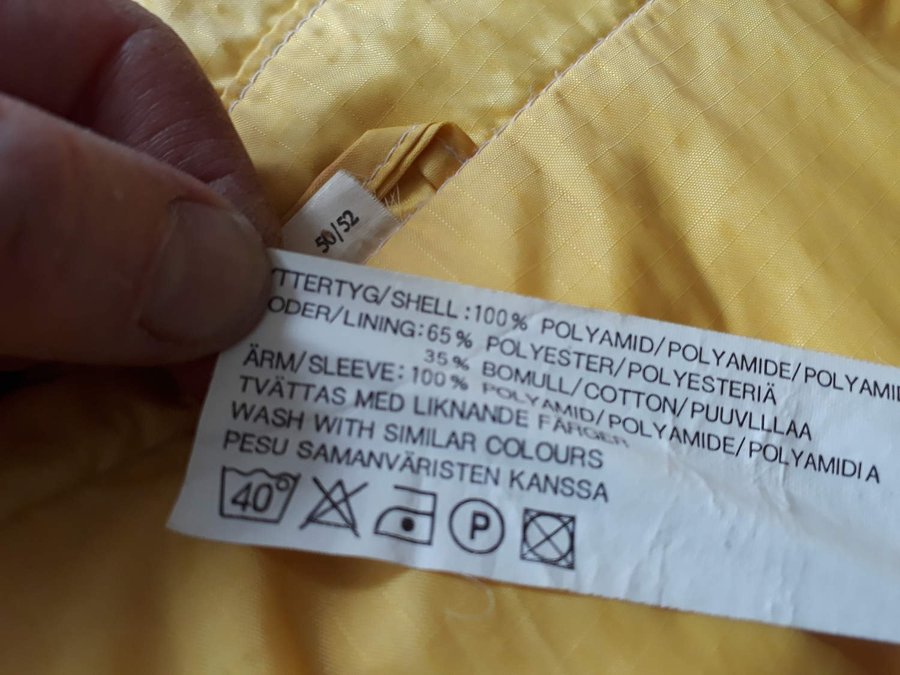 50/52
YTTERTYG/SHELL:100% POLYAMID/POLYAMIDE/POLYAMID
ODER/LINING:65% POLYESTER/POLYESTERIÄ
35% BOMULL/COTTON/PUUVLLLAA
ÄRM/SLEEVE:100% POLYAMID/POLYAMIDE/POLYAMIDIA
TVÄTTAS MED LIKNANDE FÄRGER
WASH WITH SIMILAR COLOURS
PESU SAMANVÄRISTEN KANSSA
40° P